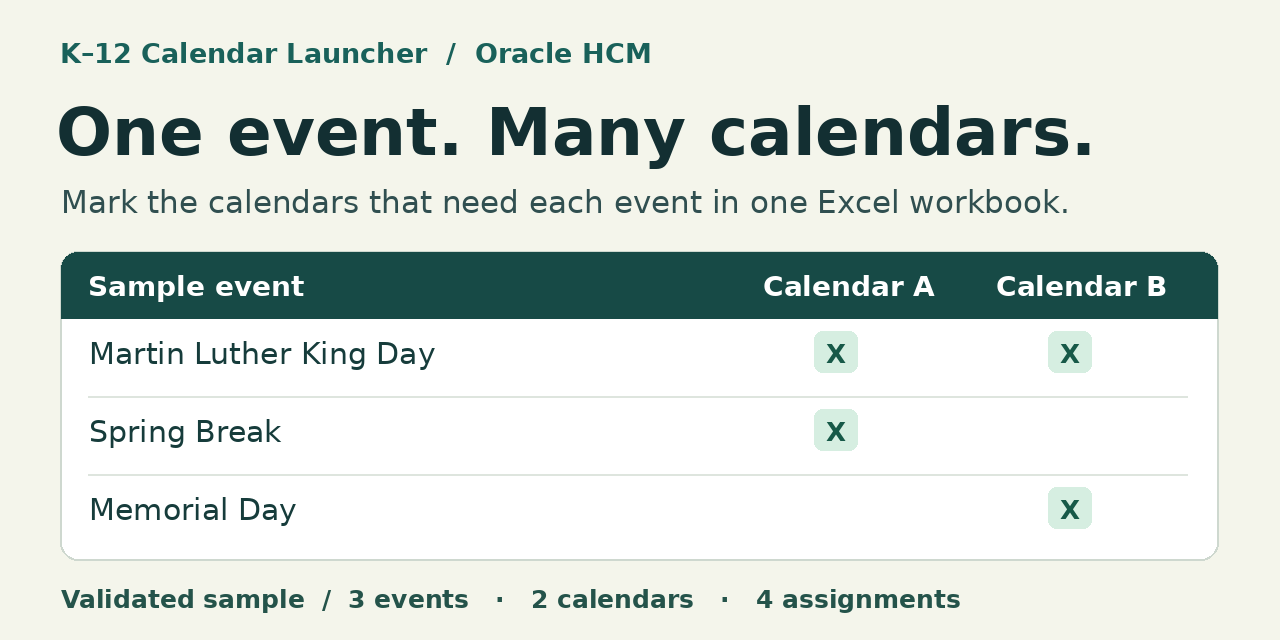 K–12 Calendar Launcher / Oracle HCM
One event. Many calendars.
Mark the calendars that need each event in one Excel workbook.
Sample event Calendar A Calendar B
Martin Luther King Day X X
Spring Break X
Memorial Day X
Validated sample / 3 events · 2 calendars · 4 assignments